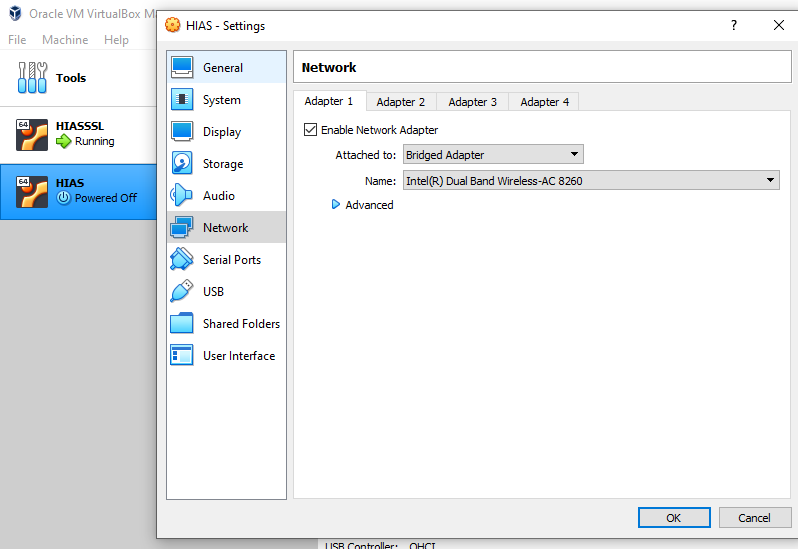 Oracle VM VirtualBox M
HIAS - Settings
?
File Machine Help
Tools
64
HIASSSL
Running
64
HIAS
Powered Off
General
System
Display
Storage
Audio
Network
Serial Ports
USB
Shared Folders
User Interface
Network
Adapter 1 Adapter 2 Adapter 3 Adapter 4
Enable Network Adapter
Attached to: Bridged Adapter
Name: Intel(R) Dual Band Wireless-AC 8260
Advanced
OK Cancel
USB Controller: OHCI